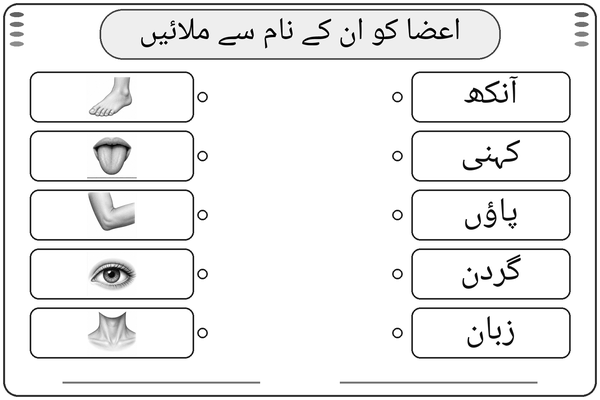 اعضا کو ان کے نام سے ملائیں
آنکھ
کہنی
پاؤں
گردن
زبان